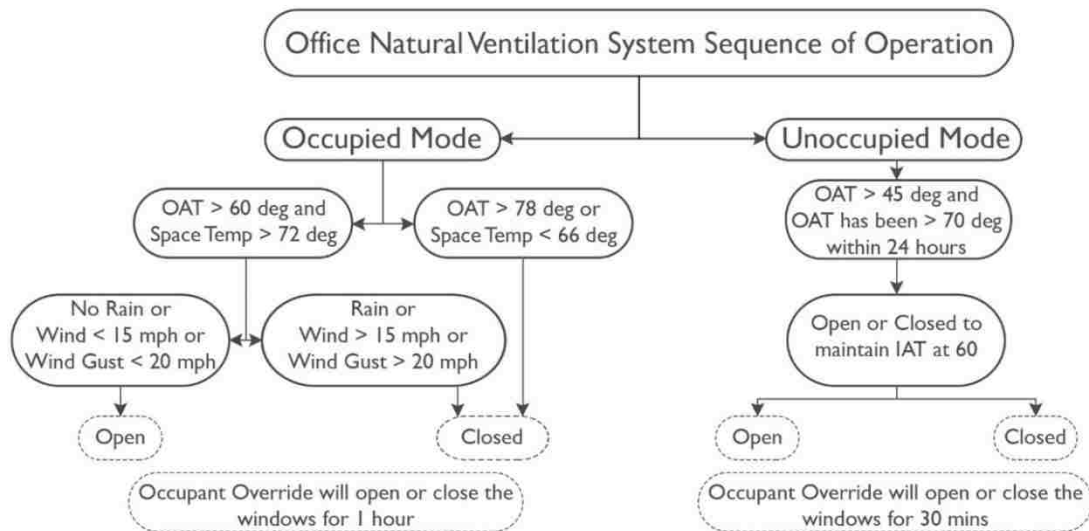 Office Natural Ventilation System Sequence of Operation
Occupied Mode
Unoccupied Mode
OAT > 60 deg and
Space Temp > 72 deg
OAT > 78 deg or
Space Temp < 66 deg
OAT > 45 deg and
OAT has been > 70 deg
within 24 hours
No Rain or
Wind < 15 mph or
Wind Gust < 20 mph
Rain or
Wind > 15 mph or
Wind Gust > 20 mph
Open or Closed to
maintain IAT at 60
Open
Closed
Open
Closed
Occupant Override will open or close the
windows for 1 hour
Occupant Override will open or close the
windows for 30 mins